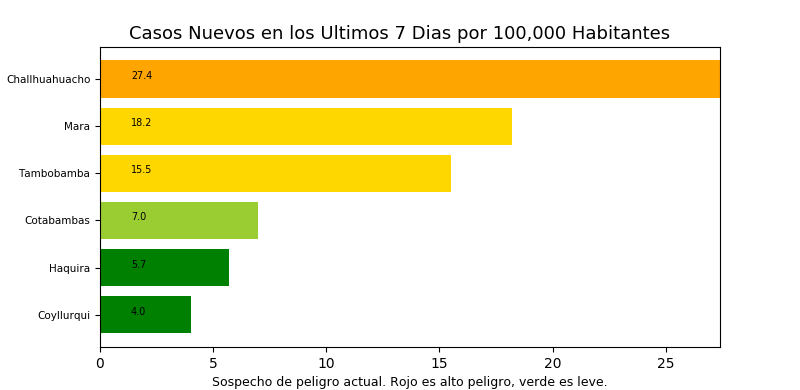 Casos Nuevos en los Ultimos 7 Dias por 100,000 Habitantes
Challhuahuacho 27.4
Mara 18.2
Tambobamba 15.5
Cotabambas 7.0
Haquira 5.7
Coyllurqui 4.0
0 5 10 15 20 25
Sospecho de peligro actual. Rojo es alto peligro, verde es leve.